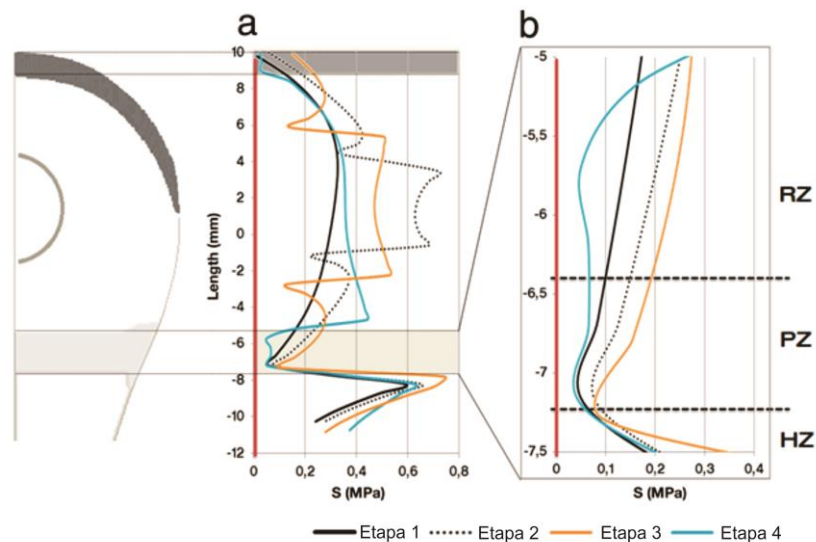 a
b
10
8
6
4
2
0
-2
-4
-6
-8
-10
-12
Length (mm)
0
0,2
0,4
0,6
0,8
S (MPa)
-5
-5,5
-6
-6,5
-7
-7,5
0
0,1
0,2
0,3
0,4
S (MPa)
RZ
PZ
HZ
Etapa 1
Etapa 2
Etapa 3
Etapa 4